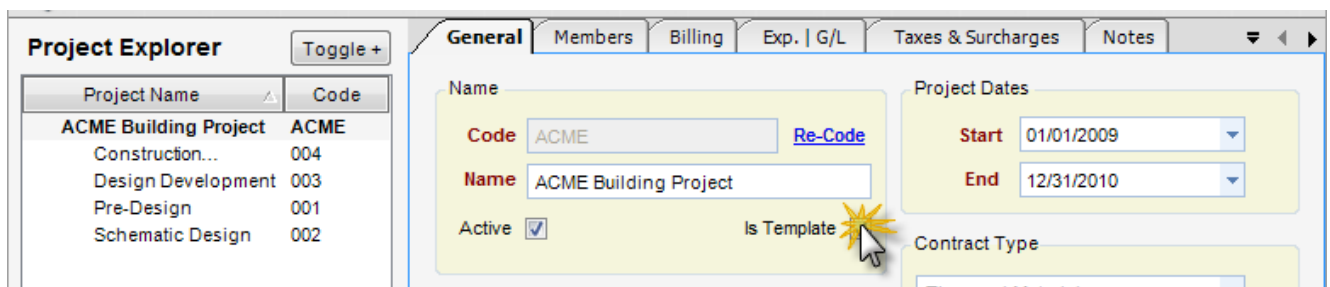 Project Explorer
Toggle +
Project Name Code
ACME Building Project ACME
Construction... 004
Design Development 003
Pre-Design 001
Schematic Design 002
General Members Billing Exp. | G/L Taxes & Surcharges Notes
Name
Code ACME Re-Code
Name ACME Building Project
Active Is Template
Project Dates
Start 01/01/2009
End 12/31/2010
Contract Type